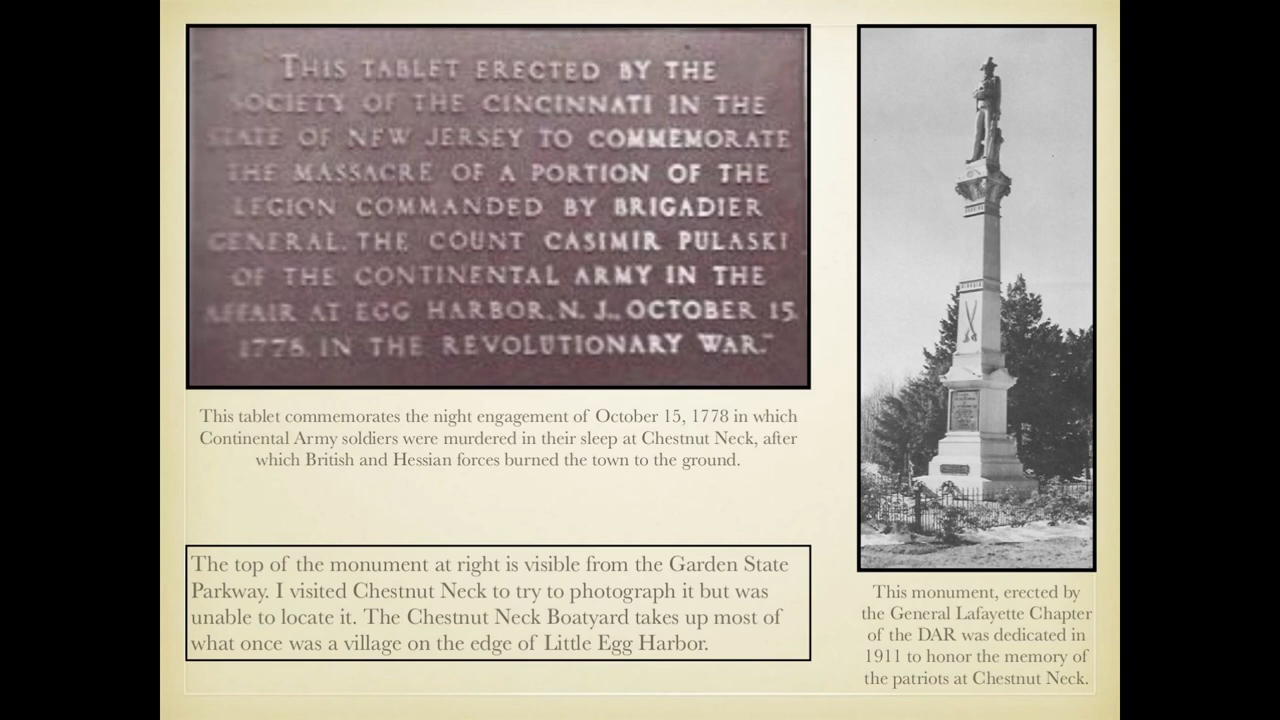 "THIS TABLET ERECTED BY THE
SOCIETY OF THE CINCINNATI IN THE
STATE OF NEW JERSEY TO COMMEMORATE
THE MASSACRE OF A PORTION OF THE
LEGION COMMANDED BY BRIGADIER
GENERAL, THE COUNT CASIMIR PULASKI
OF THE CONTINENTAL ARMY IN THE
AFFAIR AT EGG HARBOR, N. J., OCTOBER 15,
1778, IN THE REVOLUTIONARY WAR."
This tablet commemorates the night engagement of October 15, 1778 in which
Continental Army soldiers were murdered in their sleep at Chestnut Neck, after
which British and Hessian forces burned the town to the ground.
The top of the monument at right is visible from the Garden State
Parkway. I visited Chestnut Neck to try to photograph it but was
unable to locate it. The Chestnut Neck Boatyard takes up most of
what once was a village on the edge of Little Egg Harbor.
This monument, erected by
the General Lafayette Chapter
of the DAR was dedicated in
1911 to honor the memory of
the patriots at Chestnut Neck.